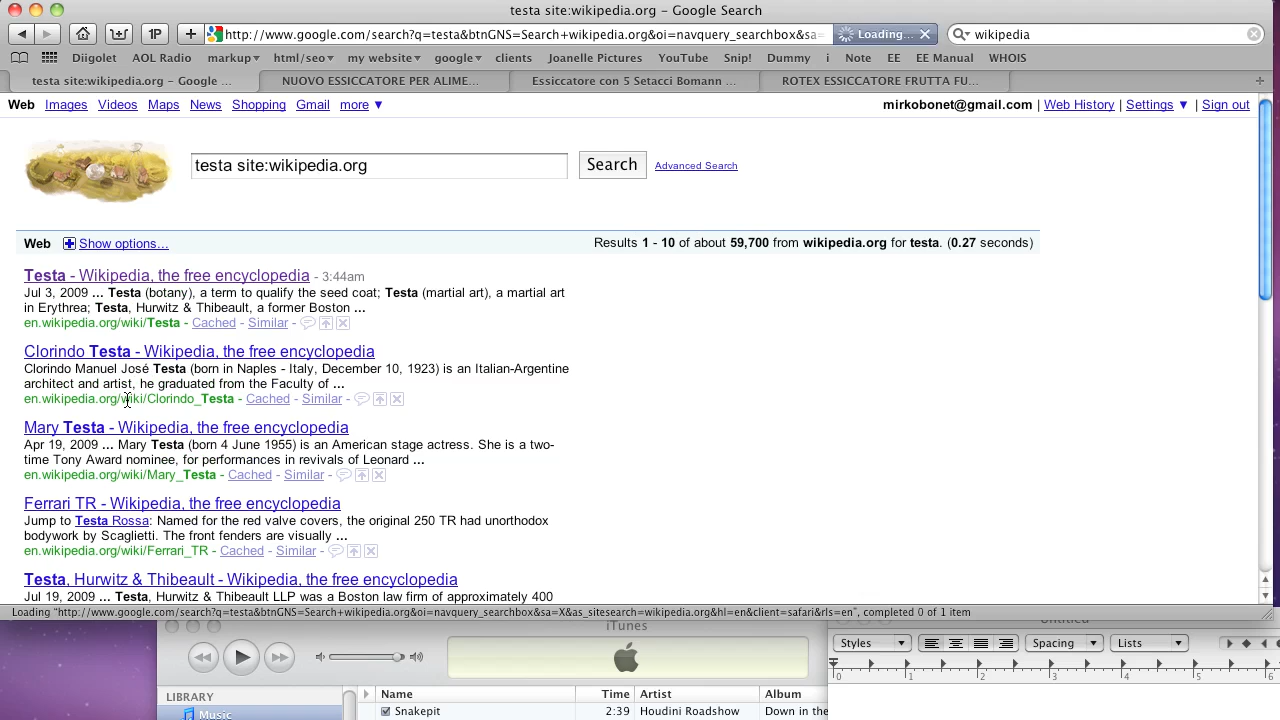 testa site:wikipedia.org - Google Search
1P http://www.google.com/search?q=testa&btnGNS=Search+wikipedia.org&oi=navquery_searchbox&sa= Loading... wikipedia
Diigolet AOL Radio markup html/seo my website google clients Joanelle Pictures YouTube Snip! Dummy i Note EE EE Manual WHOIS
testa site:wikipedia.org - Google ... NUOVO ESSICCATORE PER ALIME... Essiccatore con 5 Setacci Bomann ... ROTEX ESSICCATORE FRUTTA FU...
Web Images Videos Maps News Shopping Gmail more ▼ mirkobonet@gmail.com | Web History | Settings ▼ | Sign out
testa site:wikipedia.org Search Advanced Search
Web Show options... Results 1 - 10 of about 59,700 from wikipedia.org for testa. (0.27 seconds)
Testa - Wikipedia, the free encyclopedia - 3:44am
Jul 3, 2009 ... Testa (botany), a term to qualify the seed coat; Testa (martial art), a martial art
in Erythrea; Testa, Hurwitz & Thibeault, a former Boston ...
en.wikipedia.org/wiki/Testa - Cached - Similar -
Clorindo Testa - Wikipedia, the free encyclopedia
Clorindo Manuel José Testa (born in Naples - Italy, December 10, 1923) is an Italian-Argentine
architect and artist, he graduated from the Faculty of ...
en.wikipedia.org/wiki/Clorindo_Testa - Cached - Similar -
Mary Testa - Wikipedia, the free encyclopedia
Apr 19, 2009 ... Mary Testa (born 4 June 1955) is an American stage actress. She is a two-
time Tony Award nominee, for performances in revivals of Leonard ...
en.wikipedia.org/wiki/Mary_Testa - Cached - Similar -
Ferrari TR - Wikipedia, the free encyclopedia
Jump to Testa Rossa: Named for the red valve covers, the original 250 TR had unorthodox
bodywork by Scaglietti. The front fenders are visually ...
en.wikipedia.org/wiki/Ferrari_TR - Cached - Similar -
Testa, Hurwitz & Thibeault - Wikipedia, the free encyclopedia
Jul 19, 2009 ... Testa, Hurwitz & Thibeault LLP was a Boston law firm of approximately 400
Loading "http://www.google.com/search?q=testa&btnGNS=Search+wikipedia.org&oi=navquery_searchbox&sa=X&as_sitesearch=wikipedia.org&hl=en&client=safari&rls=en", completed 0 of 1 item
iTunes Untitled
Styles Spacing Lists
0 1 2 3 4 5 6
LIBRARY Name Time Artist Album
Music Snakepit 2:39 Houdini Roadshow Down in the